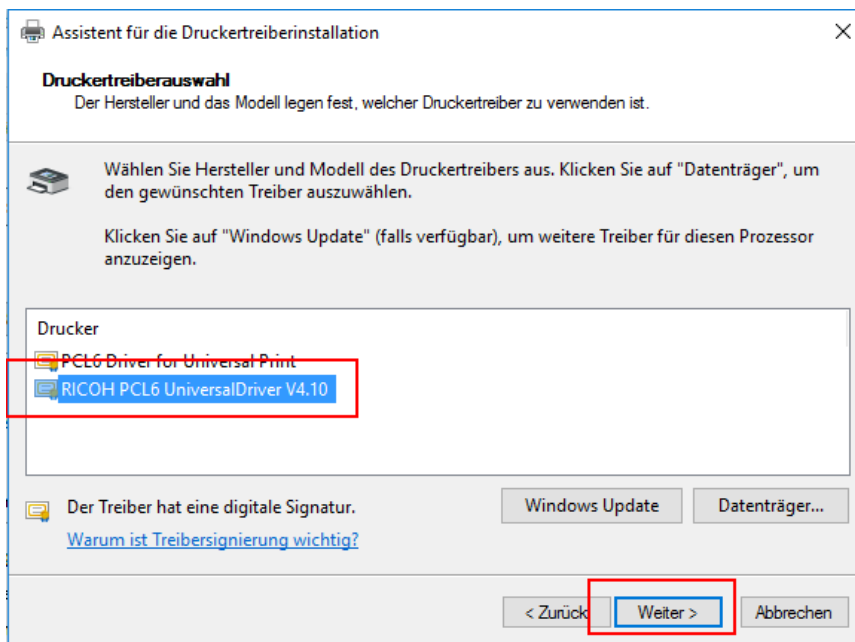 Assistent für die Druckertreiberinstallation
Druckertreiberauswahl
Der Hersteller und das Modell legen fest, welcher Druckertreiber zu verwenden ist.
Wählen Sie Hersteller und Modell des Druckertreibers aus. Klicken Sie auf "Datenträger", um
den gewünschten Treiber auszuwählen.
Klicken Sie auf "Windows Update" (falls verfügbar), um weitere Treiber für diesen Prozessor
anzuzeigen.
Drucker
PCL6 Driver for Universal Print
RICOH PCL6 UniversalDriver V4.10
Der Treiber hat eine digitale Signatur.
Windows Update
Datenträger...
Warum ist Treibersignierung wichtig?
< Zurück
Weiter >
Abbrechen